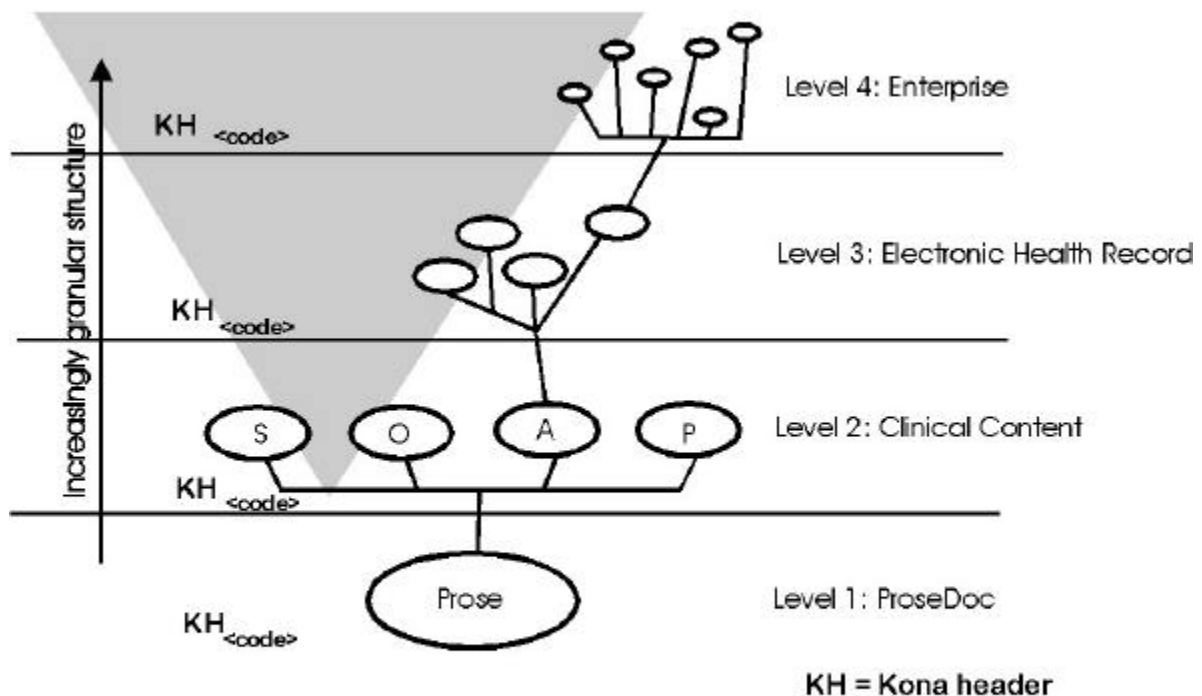 Increasingly granular structure
KH <code>
Level 4: Enterprise
KH <code>
Level 3: Electronic Health Record
S
O
A
P
Level 2: Clinical Content
KH <code>
Prose
Level 1: ProseDoc
KH <code>
KH = Kona header